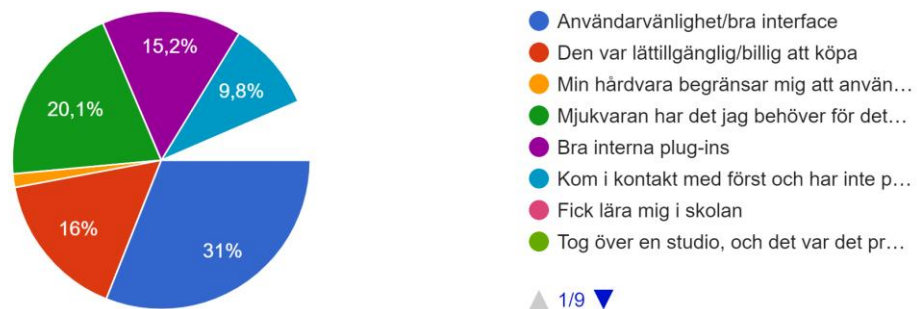 15,2%
9,8%
20,1%
16%
31%
Användarvänlighet/bra interface
Den var lättillgänglig/billig att köpa
Min hårdvara begränsar mig att använ…
Mjukvaran har det jag behöver för det…
Bra interna plug-ins
Kom i kontakt med först och har inte p…
Fick lära mig i skolan
Tog över en studio, och det var det pr…
1/9